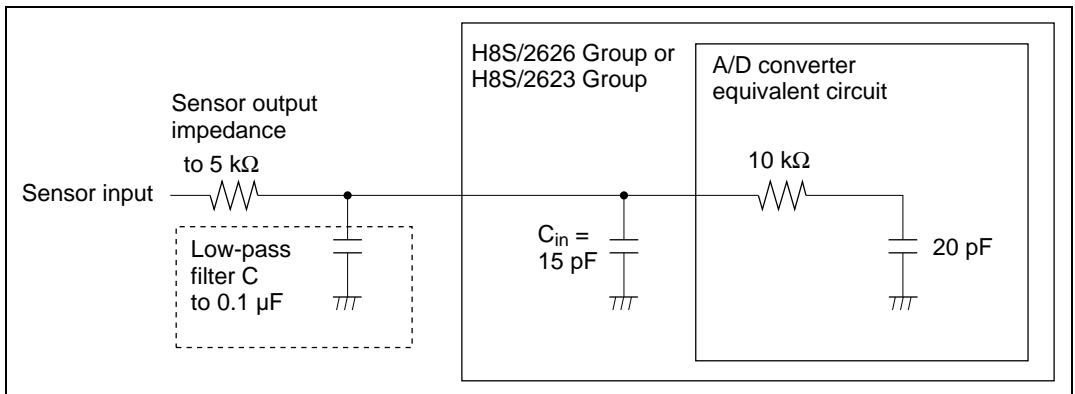 H8S/2626 Group or
H8S/2623 Group
A/D converter
equivalent circuit
Sensor output
impedance
to 5 kΩ
10 kΩ
Sensor input
Low-pass
filter C
to 0.1 µF
Cin =
15 pF
20 pF